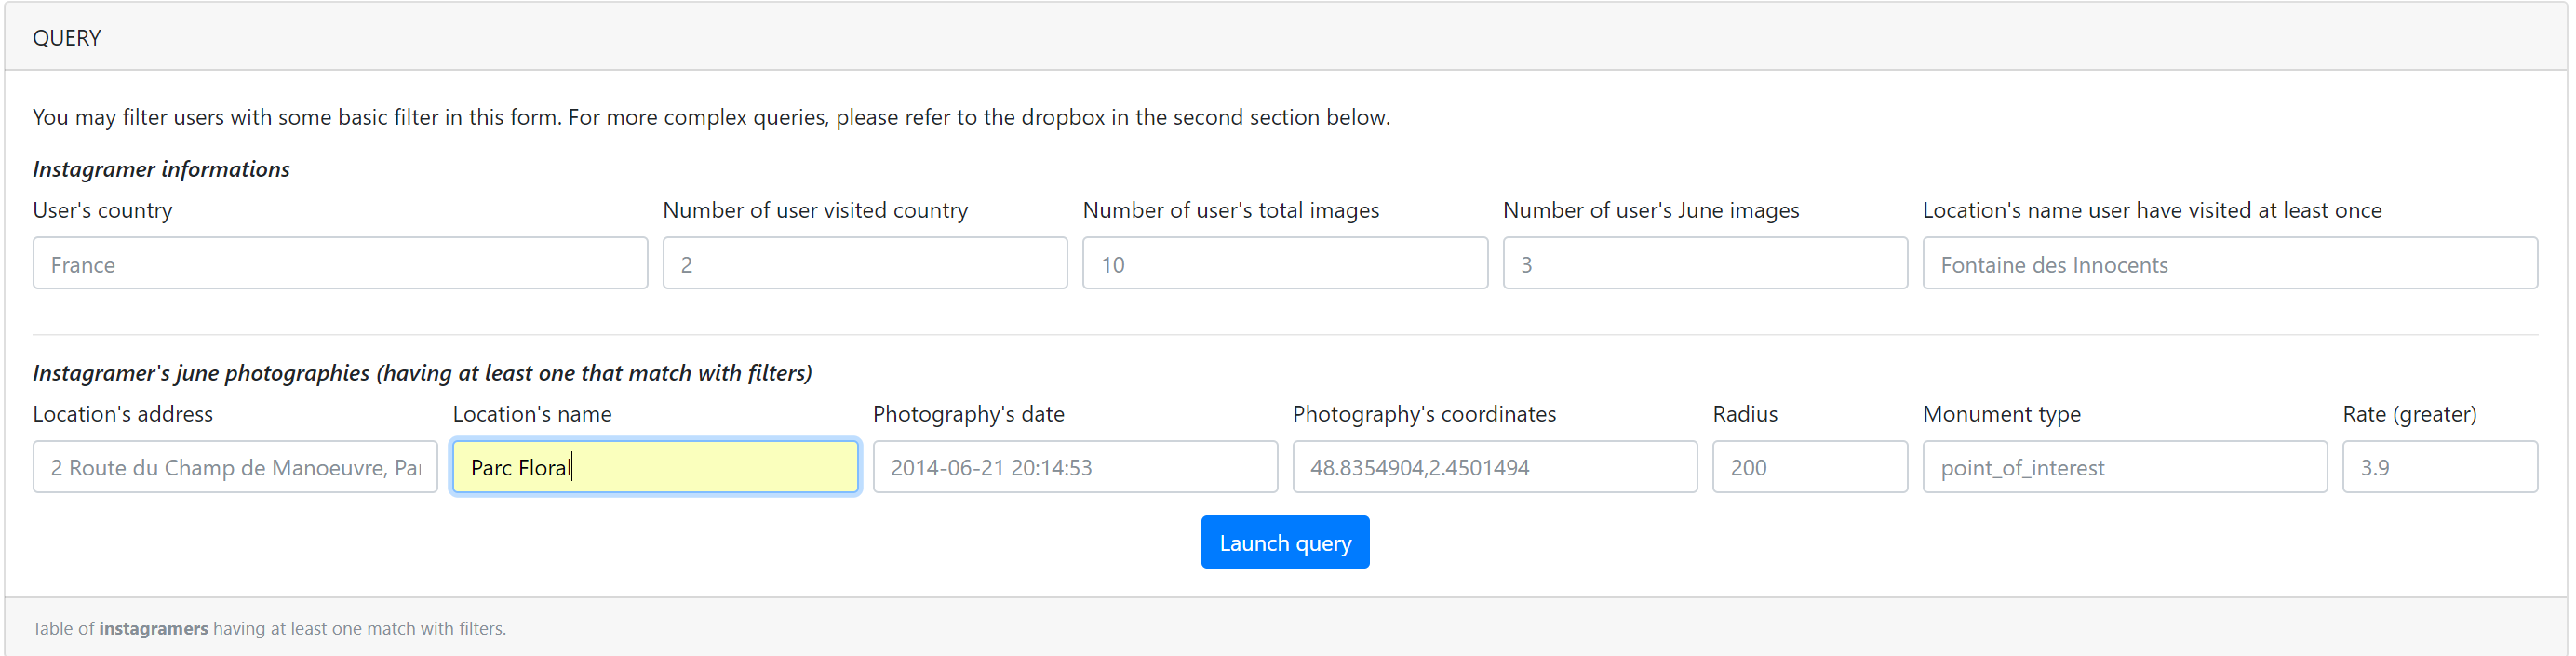 QUERY
You may filter users with some basic filter in this form. For more complex queries, please refer to the dropbox in the second section below.
Instagramer informations
User's country Number of user visited country Number of user's total images Number of user's June images Location's name user have visited at least once
France 2 10 3 Fontaine des Innocents
Instagramer's june photographies (having at least one that match with filters)
Location's address Location's name Photography's date Photography's coordinates Radius Monument type Rate (greater)
2 Route du Champ de Manoeuvre, Par Parc Floral 2014-06-21 20:14:53 48.8354904,2.4501494 200 point_of_interest 3.9
Launch query
Table of instagramers having at least one match with filters.